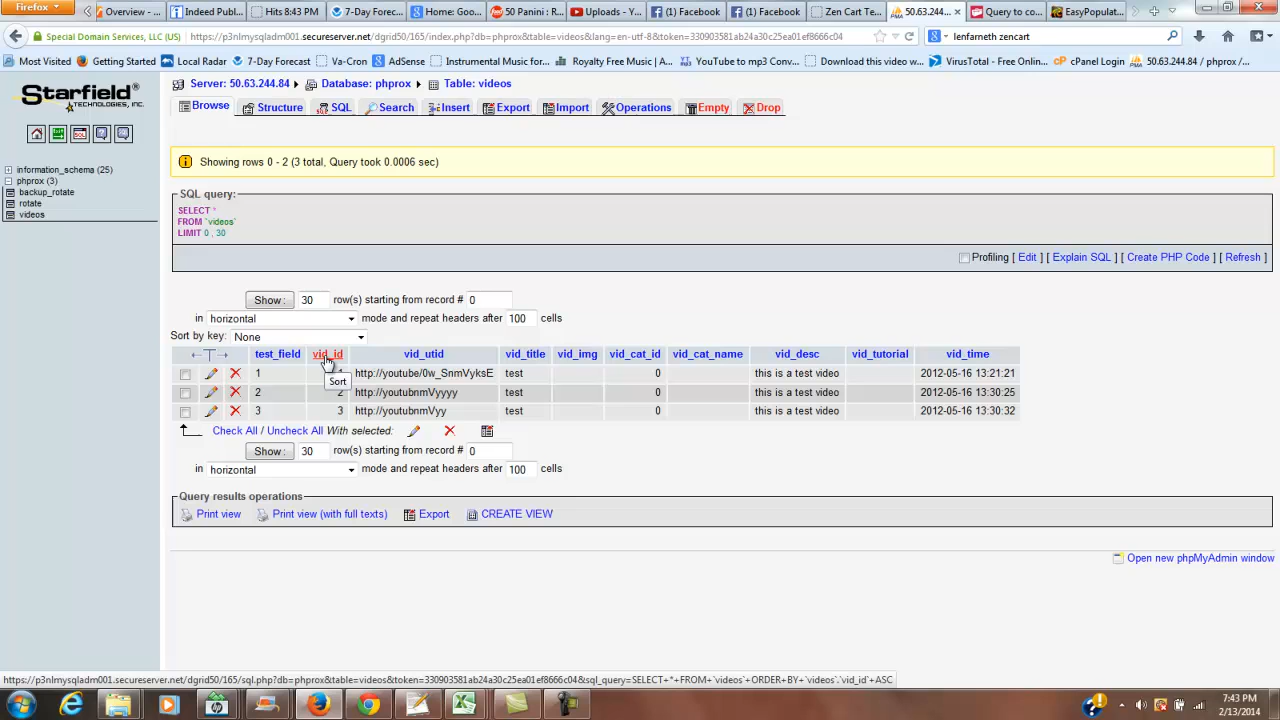 Firefox
Overview - ...
Indeed Publ...
Hits 8:43 PM
7-Day Forec...
50 Panini : R...
Uploads - Y...
(1) Facebook
(1) Facebook
Zen Cart Te...
50.63.244...
Query to co...
EasyPopulat...
Special Domain Services, LLC (US)
https://p3nlmysqladm001.secureserver.net/dgrid50/165/index.php?db=phprox&table=videos&lang=en-utf-8&token=330903581ab24a30c25ea01ef8666c04
lenfarneth zencart
Most Visited
Getting Started
Local Radar
7-Day Forecast
Va-Cron
AdSense
Instrumental Music for...
Royalty Free Music | A...
YouTube to mp3 Conv...
Download this video w...
VirusTotal - Free Onlin...
cPanel Login
50.63.244.84 / phprox /...
Starfield
TECHNOLOGIES, INC.
Server: 50.63.244.84
Database: phprox
Table: videos
Browse
Structure
SQL
Search
Insert
Export
Import
Operations
Empty
Drop
information_schema (25)
phprox (3)
backup_rotate
rotate
videos
Showing rows 0 - 2 (3 total, Query took 0.0006 sec)
SQL query:
SELECT *
FROM `videos`
LIMIT 0 , 30
Profiling [ Edit ] [ Explain SQL ] [ Create PHP Code ] [ Refresh ]
Show : 30 row(s) starting from record # 0
in horizontal mode and repeat headers after 100 cells
Sort by key: None
test_field vid_id vid_utid vid_title vid_img vid_cat_id vid_cat_name vid_desc vid_tutorial vid_time
1 1 http://youtube/0w_SnmVyksE test 0 this is a test video 2012-05-16 13:21:21
Sort
2 2 http://youtubnmVyyyy test 0 this is a test video 2012-05-16 13:30:25
3 3 http://youtubnmVyy test 0 this is a test video 2012-05-16 13:30:32
Check All / Uncheck All With selected:
Show : 30 row(s) starting from record # 0
in horizontal mode and repeat headers after 100 cells
Query results operations
Print view
Print view (with full texts)
Export
CREATE VIEW
Open new phpMyAdmin window
https://p3nlmysqladm001.secureserver.net/dgrid50/165/sql.php?db=phprox&table=videos&token=330903581ab24a30c25ea01ef8666c04&sql_query=SELECT+*+FROM+`videos`+ORDER+BY+`videos`.`vid_id`+ASC
7:43 PM
2/13/2014